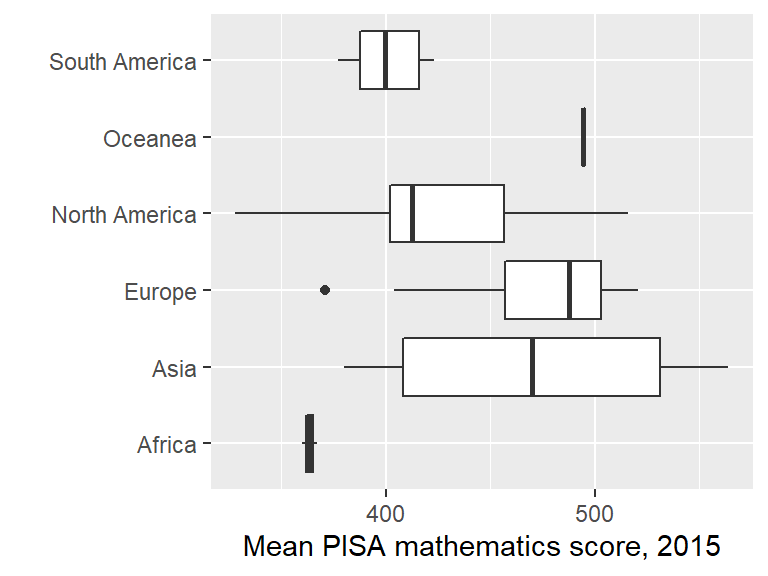 South America
Oceanea
North America
Europe
Asia
Africa
400 500
Mean PISA mathematics score, 2015